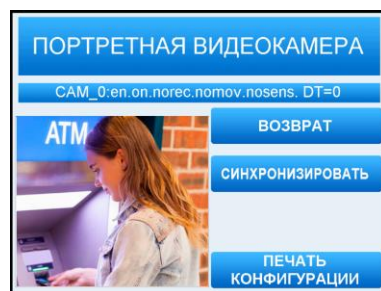 ПОРТРЕТНАЯ ВИДЕОКАМЕРА
CAM_0:en.on.norec.nomov.nosens. DT=0
ATM
ВОЗВРАТ
СИНХРОНИЗИРОВАТЬ
ПЕЧАТЬ
КОНФИГУРАЦИИ